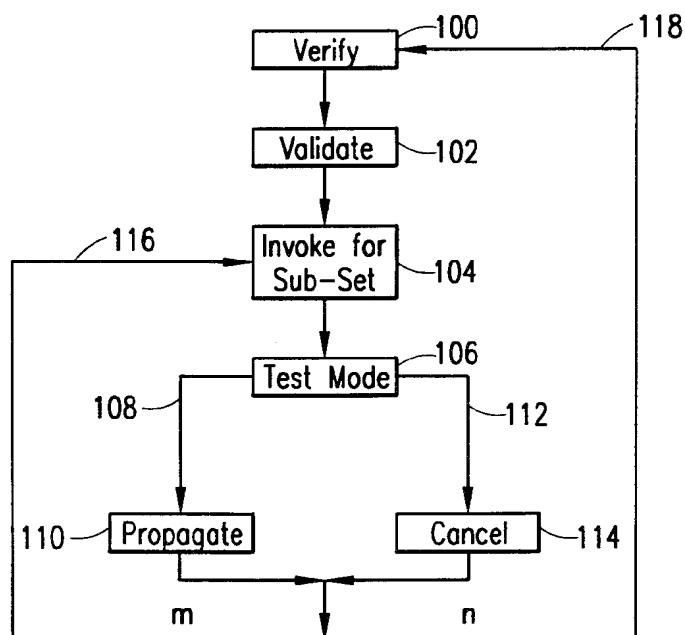 100
118
Verify
Validate
102
116
Invoke for
Sub-Set
104
106
Test Mode
108
112
110
Propagate
Cancel
114
m
n